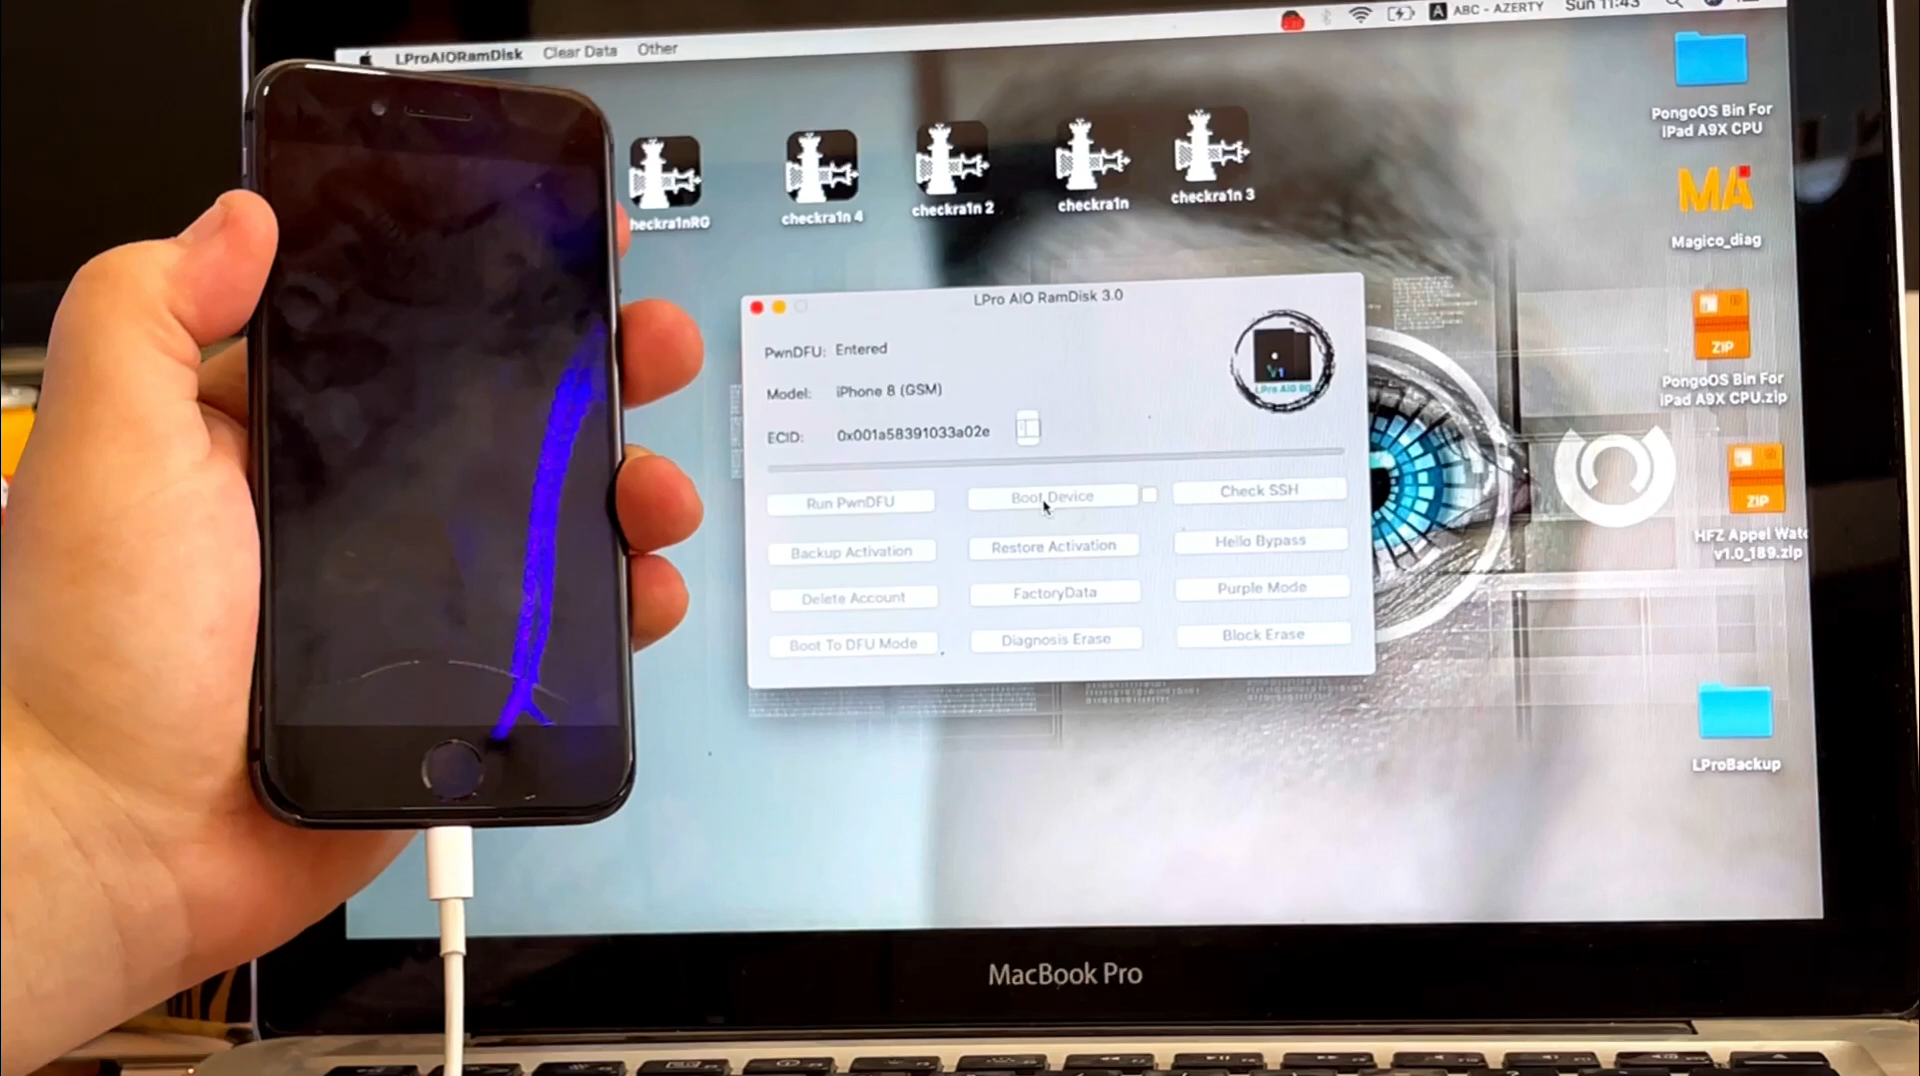 LProAIORamDisk Clear Data Other
ABC - AZERTY Sun 11:43
heckra1nRG
checkra1n 4
checkra1n 2
checkra1n
checkra1n 3
PongoOS Bin For
iPad A9X CPU
MA
Magico_diag
ZIP
PongoOS Bin For
iPad A9X CPU.zip
ZIP
HFZ Appel Watc
v1.0_189.zip
LProBackup
LPro AIO RamDisk 3.0
PwnDFU: Entered
Model: iPhone 8 (GSM)
ECID: 0x001a58391033a02e
Run PwnDFU Boot Device Check SSH
Backup Activation Restore Activation Hello Bypass
Delete Account FactoryData Purple Mode
Boot To DFU Mode Diagnosis Erase Block Erase
MacBook Pro